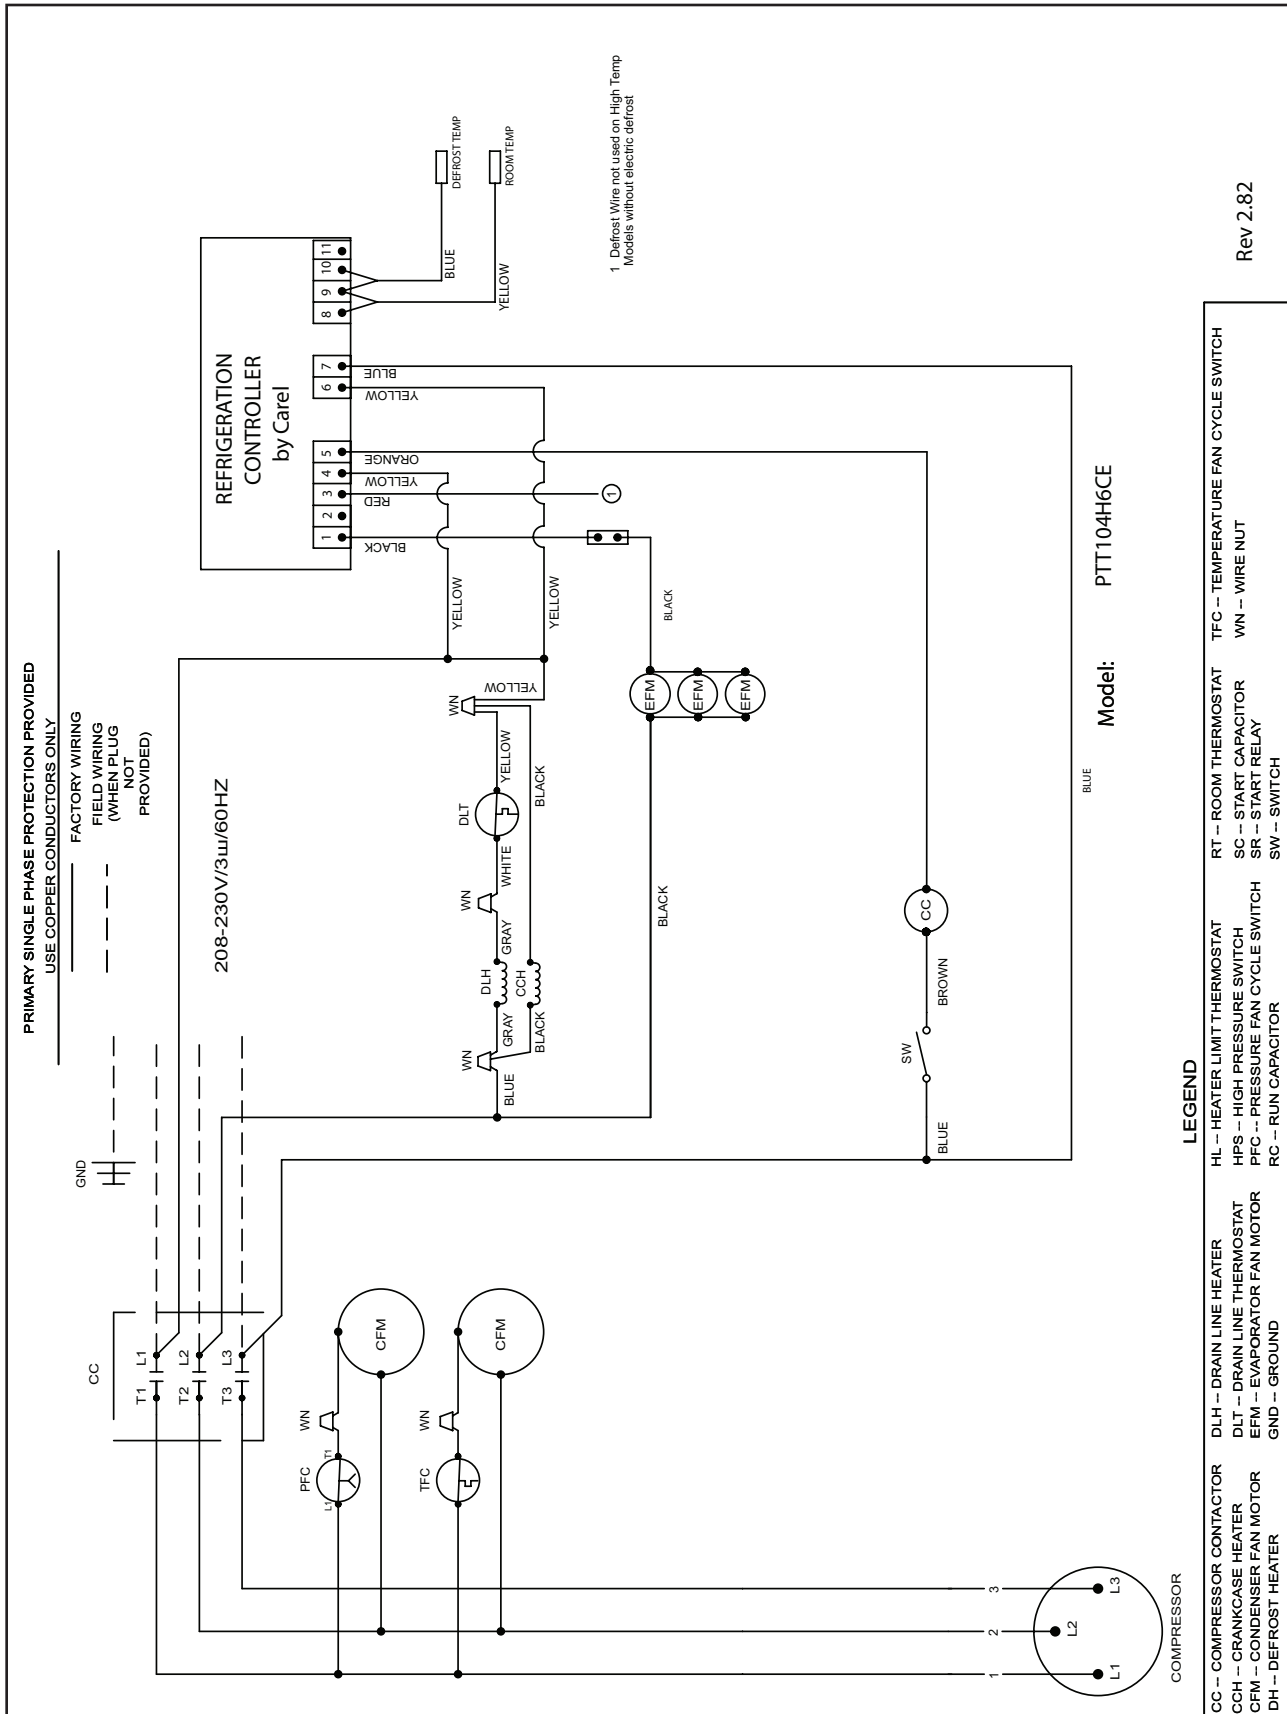 PRIMARY SINGLE PHASE PROTECTION PROVIDED
USE COPPER CONDUCTORS ONLY
FACTORY WIRING
FIELD WIRING
(WHEN PLUG
NOT
PROVIDED)
208-230V/3ш/60HZ
GND
CC
T1
L1
T2
L2
T3
L3
PFC
L1
T1
WN
CFM
TFC
WN
CFM
1
2
3
L1
L2
L3
COMPRESSOR
REFRIGERATION
CONTROLLER
by Carel
1
2
3
4
5
6
7
8
9
10
11
BLACK
RED
YELLOW
ORANGE
YELLOW
BLUE
BLUE
DEFROST TEMP
YELLOW
ROOM TEMP
1 Defrost Wire not used on High Temp
Models without electric defrost
1
YELLOW
YELLOW
YELLOW
WN
BLUE
WN
GRAY
DLH
GRAY
WN
WHITE
DLT
YELLOW
BLACK
CCH
BLACK
BLACK
EFM
EFM
EFM
BLACK
BLUE
SW
BROWN
CC
BLUE
Model:
PTT104H6CE
Rev 2.82
LEGEND
CC -- COMPRESSOR CONTACTOR
CCH -- CRANKCASE HEATER
CFM -- CONDENSER FAN MOTOR
DH -- DEFROST HEATER
DLH -- DRAIN LINE HEATER
DLT -- DRAIN LINE THERMOSTAT
EFM -- EVAPORATOR FAN MOTOR
GND -- GROUND
HL -- HEATER LIMIT THERMOSTAT
HPS -- HIGH PRESSURE SWITCH
PFC -- PRESSURE FAN CYCLE SWITCH
RC -- RUN CAPACITOR
RT -- ROOM THERMOSTAT
SC -- START CAPACITOR
SR -- START RELAY
SW -- SWITCH
TFC -- TEMPERATURE FAN CYCLE SWITCH
WN -- WIRE NUT